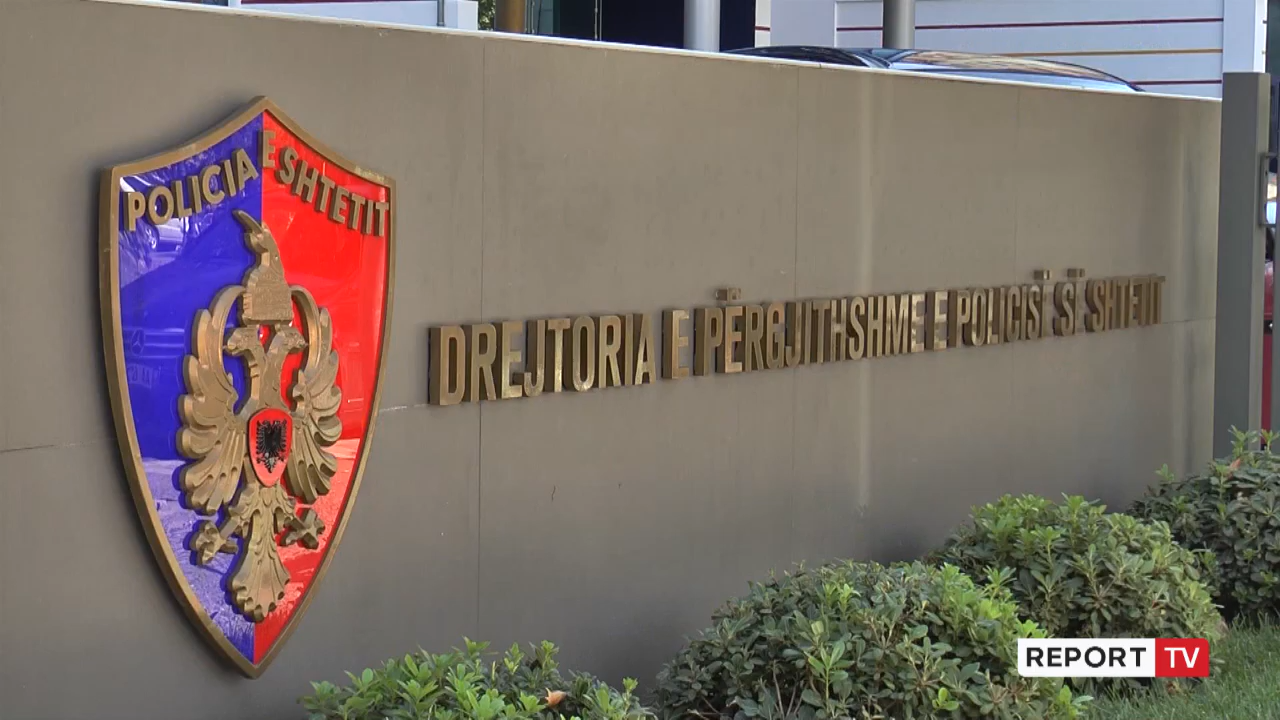 POLICIA E SHTETIT
DREJTORIA E PËRGJITHSHME E POLICISË SË SHTETIT
REPORT TV